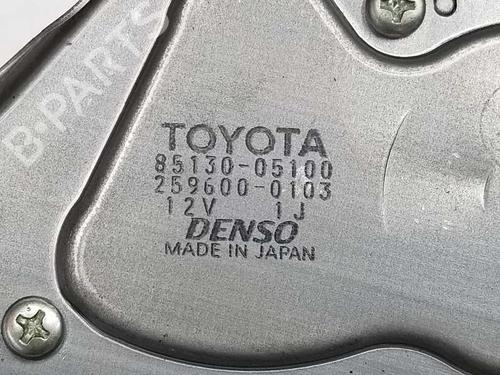 B-PARTS
TOYOTA
85130-05100
259600-0103
12V 1J
DENSO
MADE IN JAPAN